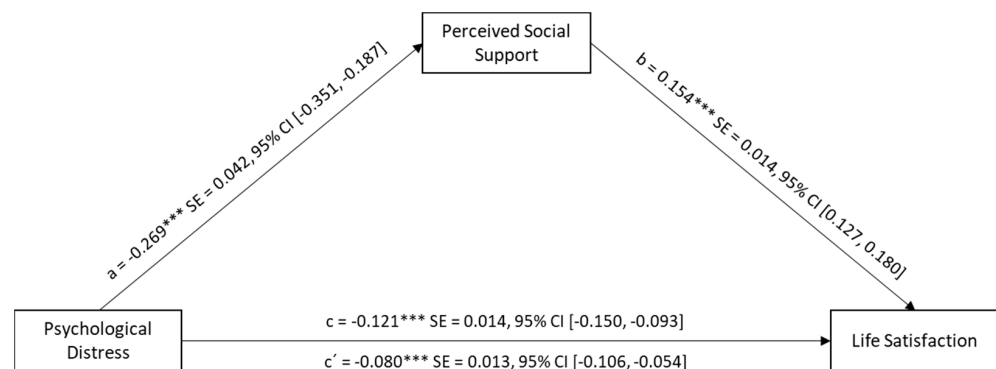 Perceived Social
Support
a = -0.269*** SE = 0.042, 95% CI [-0.351, -0.187]
b = 0.154*** SE = 0.014, 95% CI [0.127, 0.180]
Psychological
Distress
c = -0.121*** SE = 0.014, 95% CI [-0.150, -0.093]
c´ = -0.080*** SE = 0.013, 95% CI [-0.106, -0.054]
Life Satisfaction